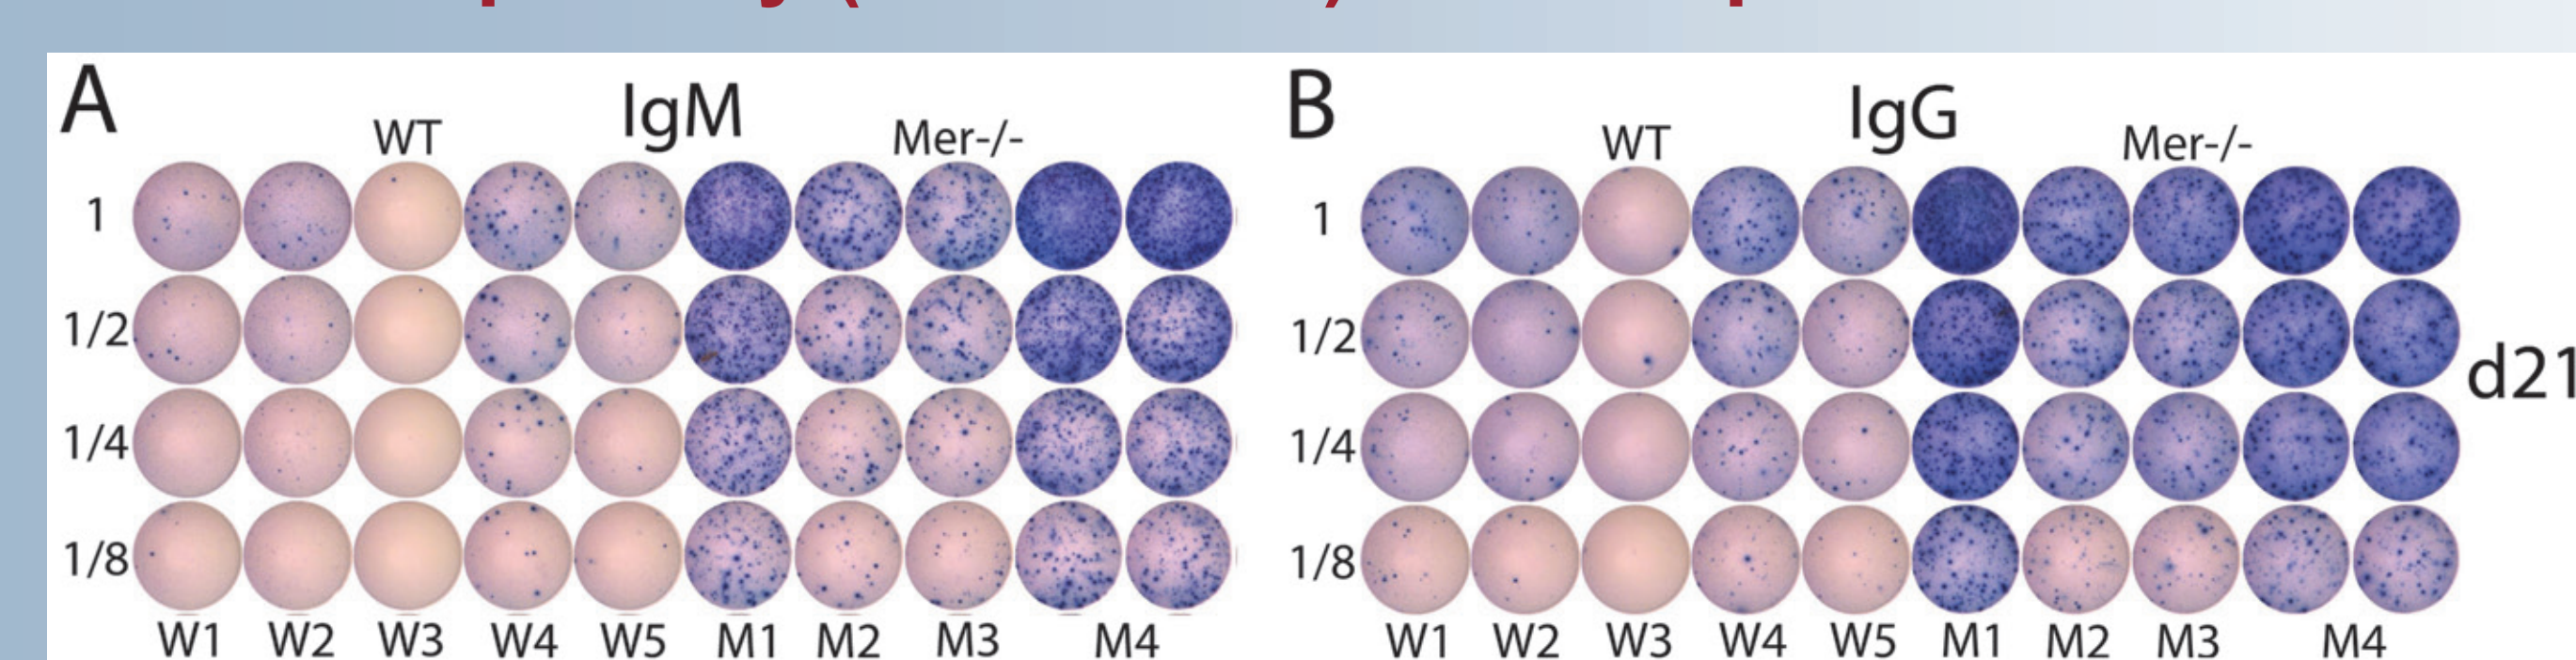 A
IgM
WT
Mer-/-
1
1/2
1/4
1/8
W1 W2 W3 W4 W5 M1 M2 M3 M4
B
IgG
WT
Mer-/-
1
1/2
1/4
1/8
W1 W2 W3 W4 W5 M1 M2 M3 M4
d21